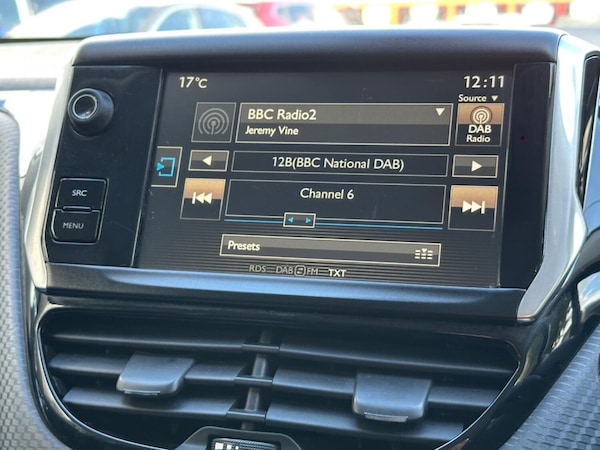 17°C
12:11
Source ▼
BBC Radio2
Jeremy Vine
DAB
Radio
12B(BBC National DAB)
SRC
Channel 6
MENU
Presets
RDS DAB FM TXT